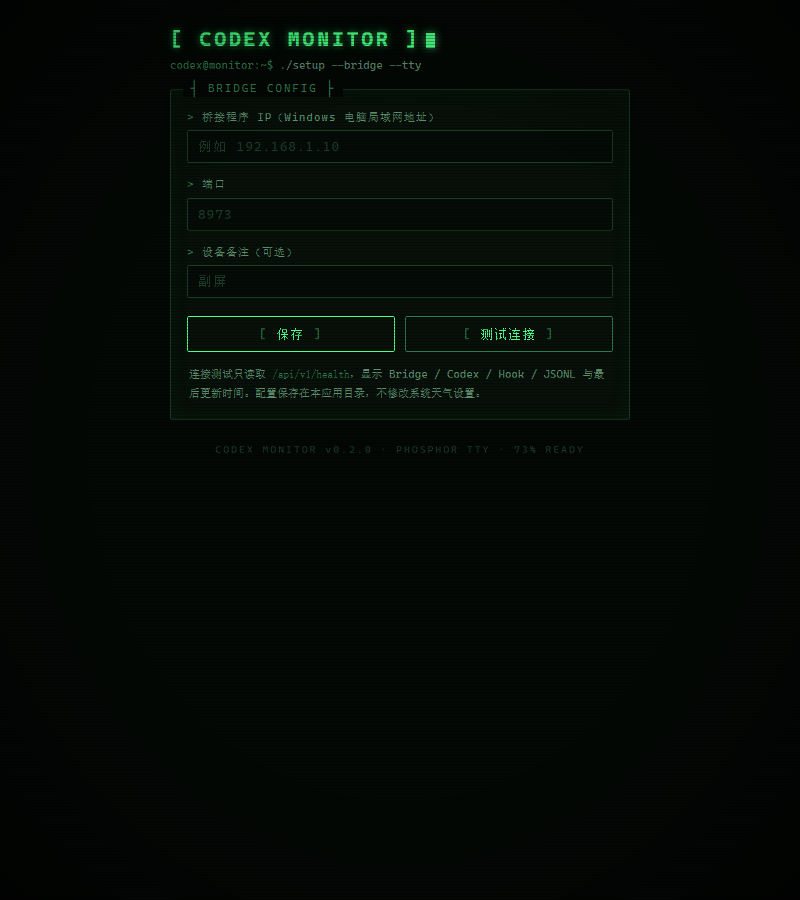 [ CODEX MONITOR ]
codex@monitor:~$ ./setup --bridge --tty
┤ BRIDGE CONFIG ├
> 桥接程序 IP（Windows 电脑局域网地址）
例如 192.168.1.10
> 端口
8973
> 设备备注（可选）
副屏
[ 保存 ]
[ 测试连接 ]
连接测试只读取 /api/v1/health，显示 Bridge / Codex / Hook / JSONL 与最
后更新时间。配置保存在本应用目录，不修改系统天气设置。
CODEX MONITOR v0.2.0 · PHOSPHOR TTY · 73% READY